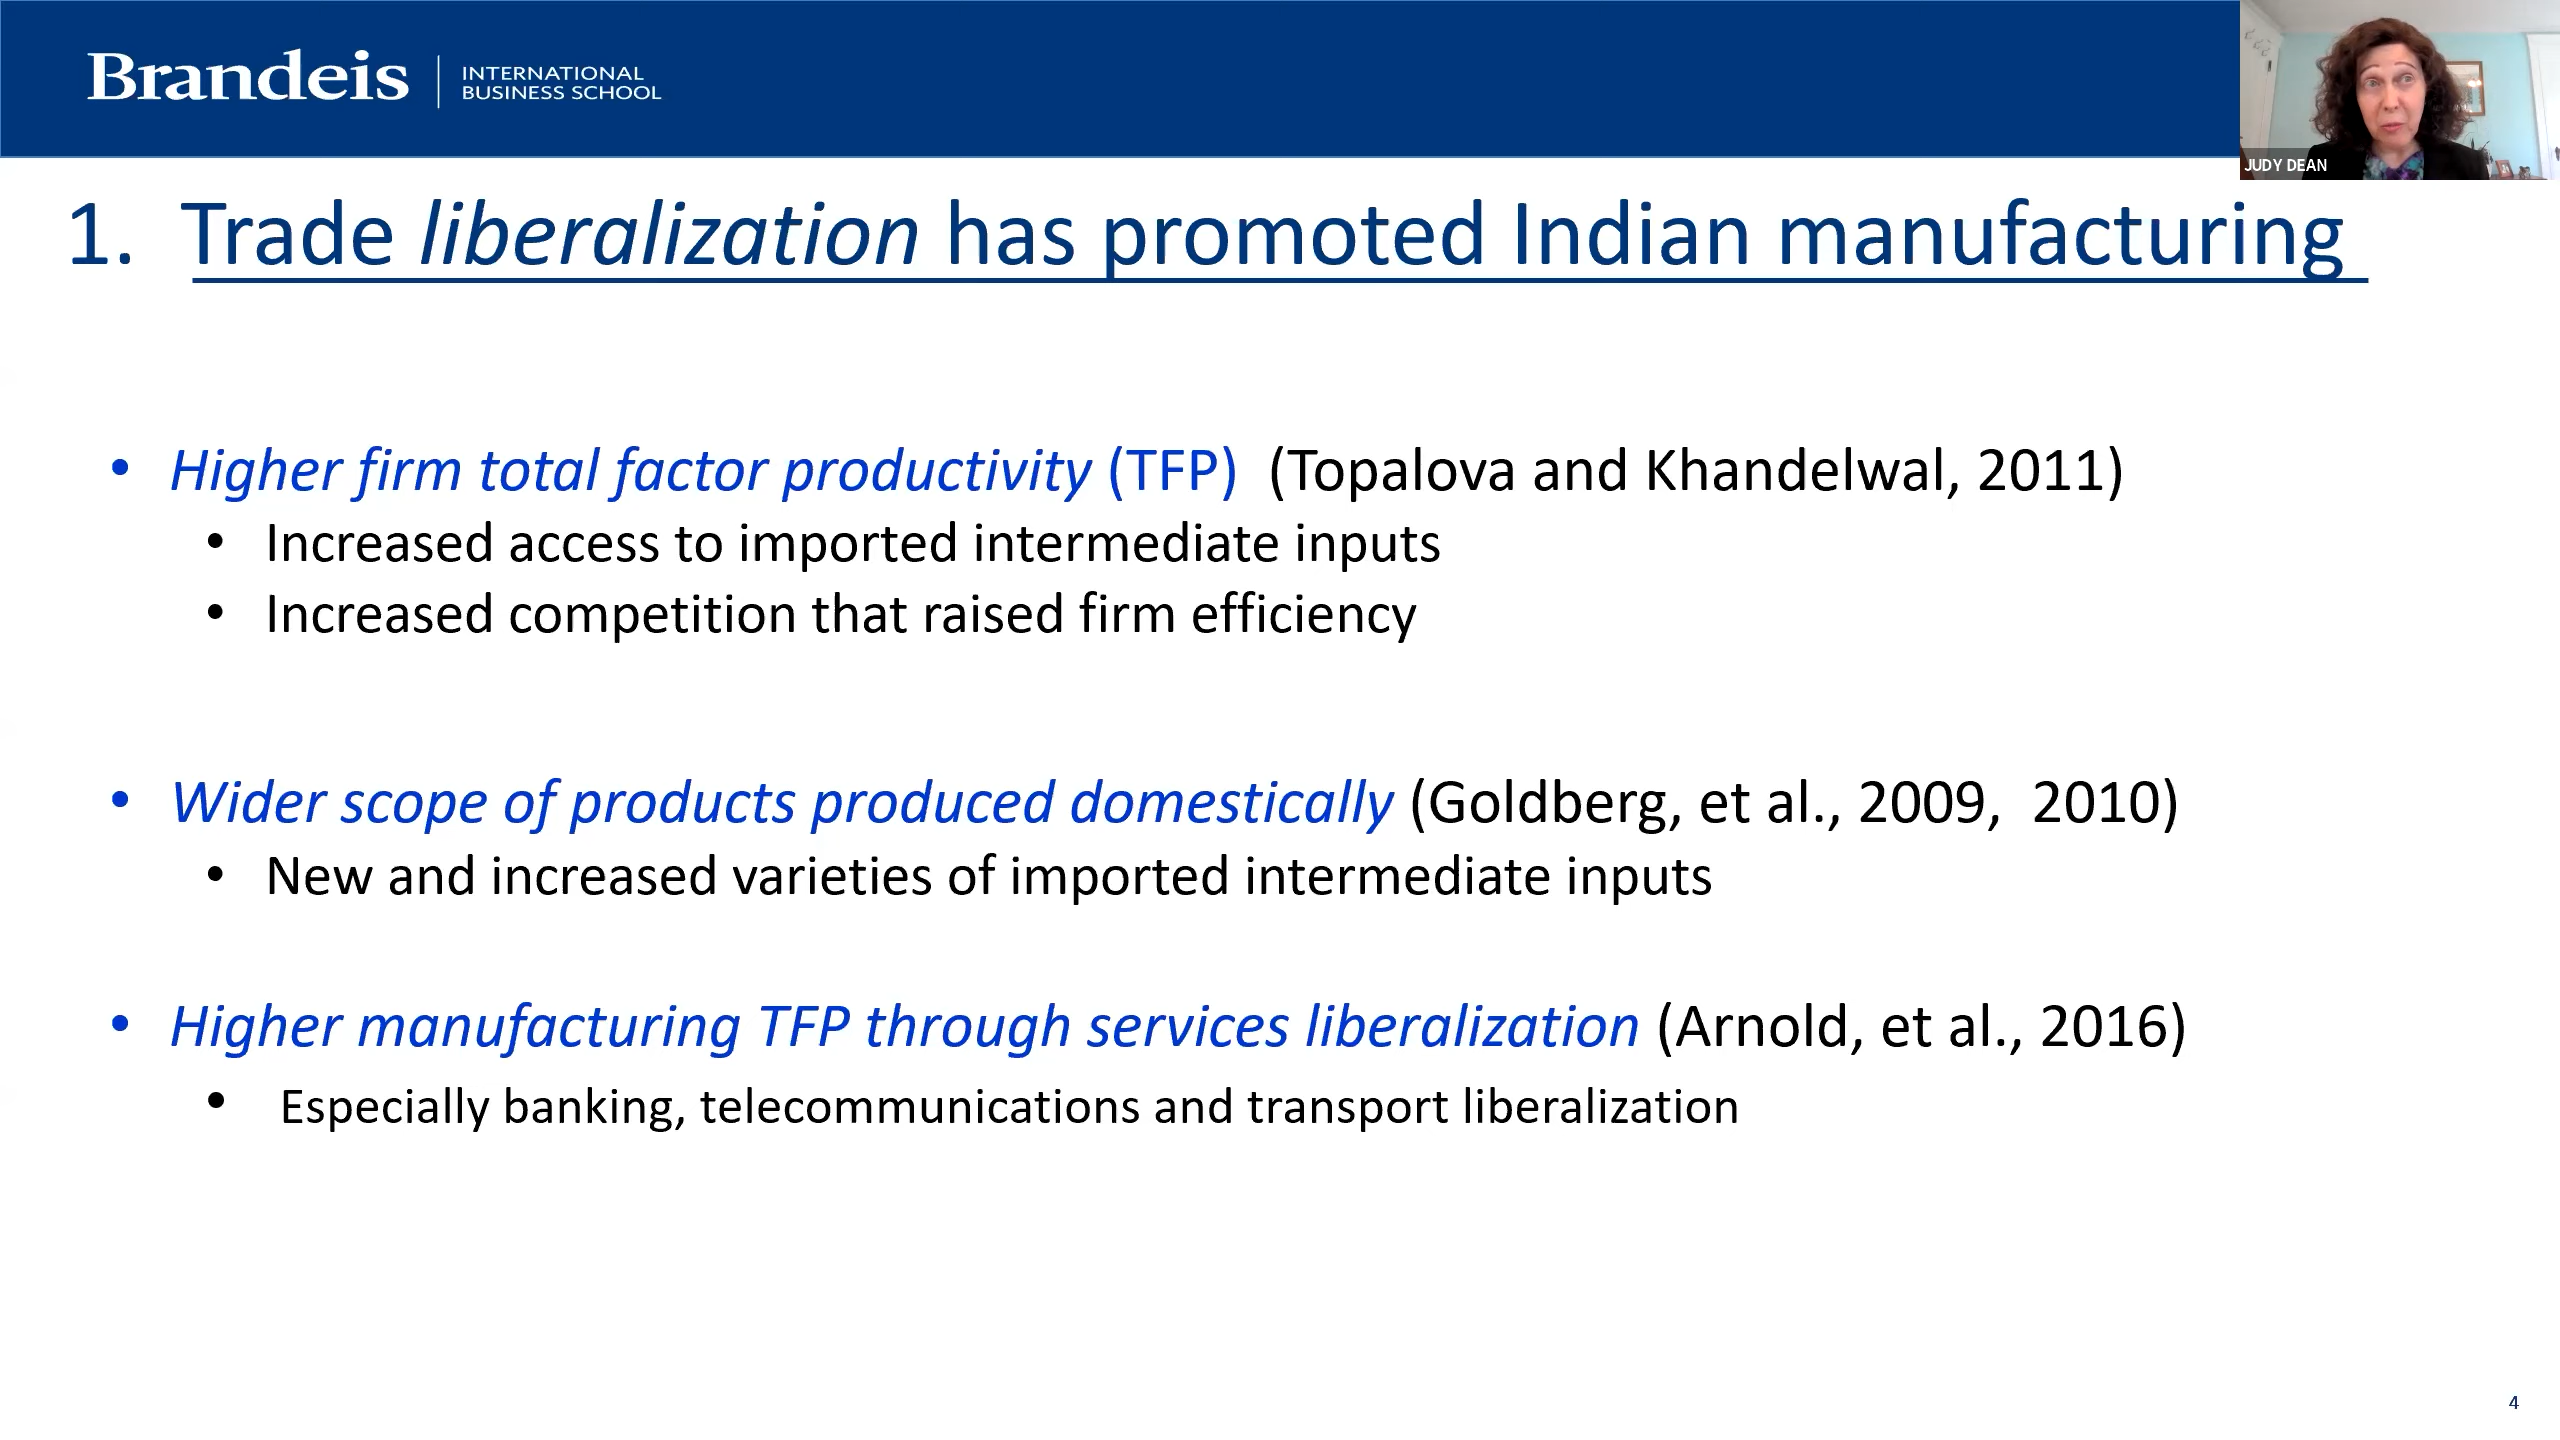 Brandeis
INTERNATIONAL
BUSINESS SCHOOL
JUDY DEAN
1. Trade liberalization has promoted Indian manufacturing
• Higher firm total factor productivity (TFP) (Topalova and Khandelwal, 2011)
• Increased access to imported intermediate inputs
• Increased competition that raised firm efficiency
• Wider scope of products produced domestically (Goldberg, et al., 2009, 2010)
• New and increased varieties of imported intermediate inputs
• Higher manufacturing TFP through services liberalization (Arnold, et al., 2016)
• Especially banking, telecommunications and transport liberalization
4